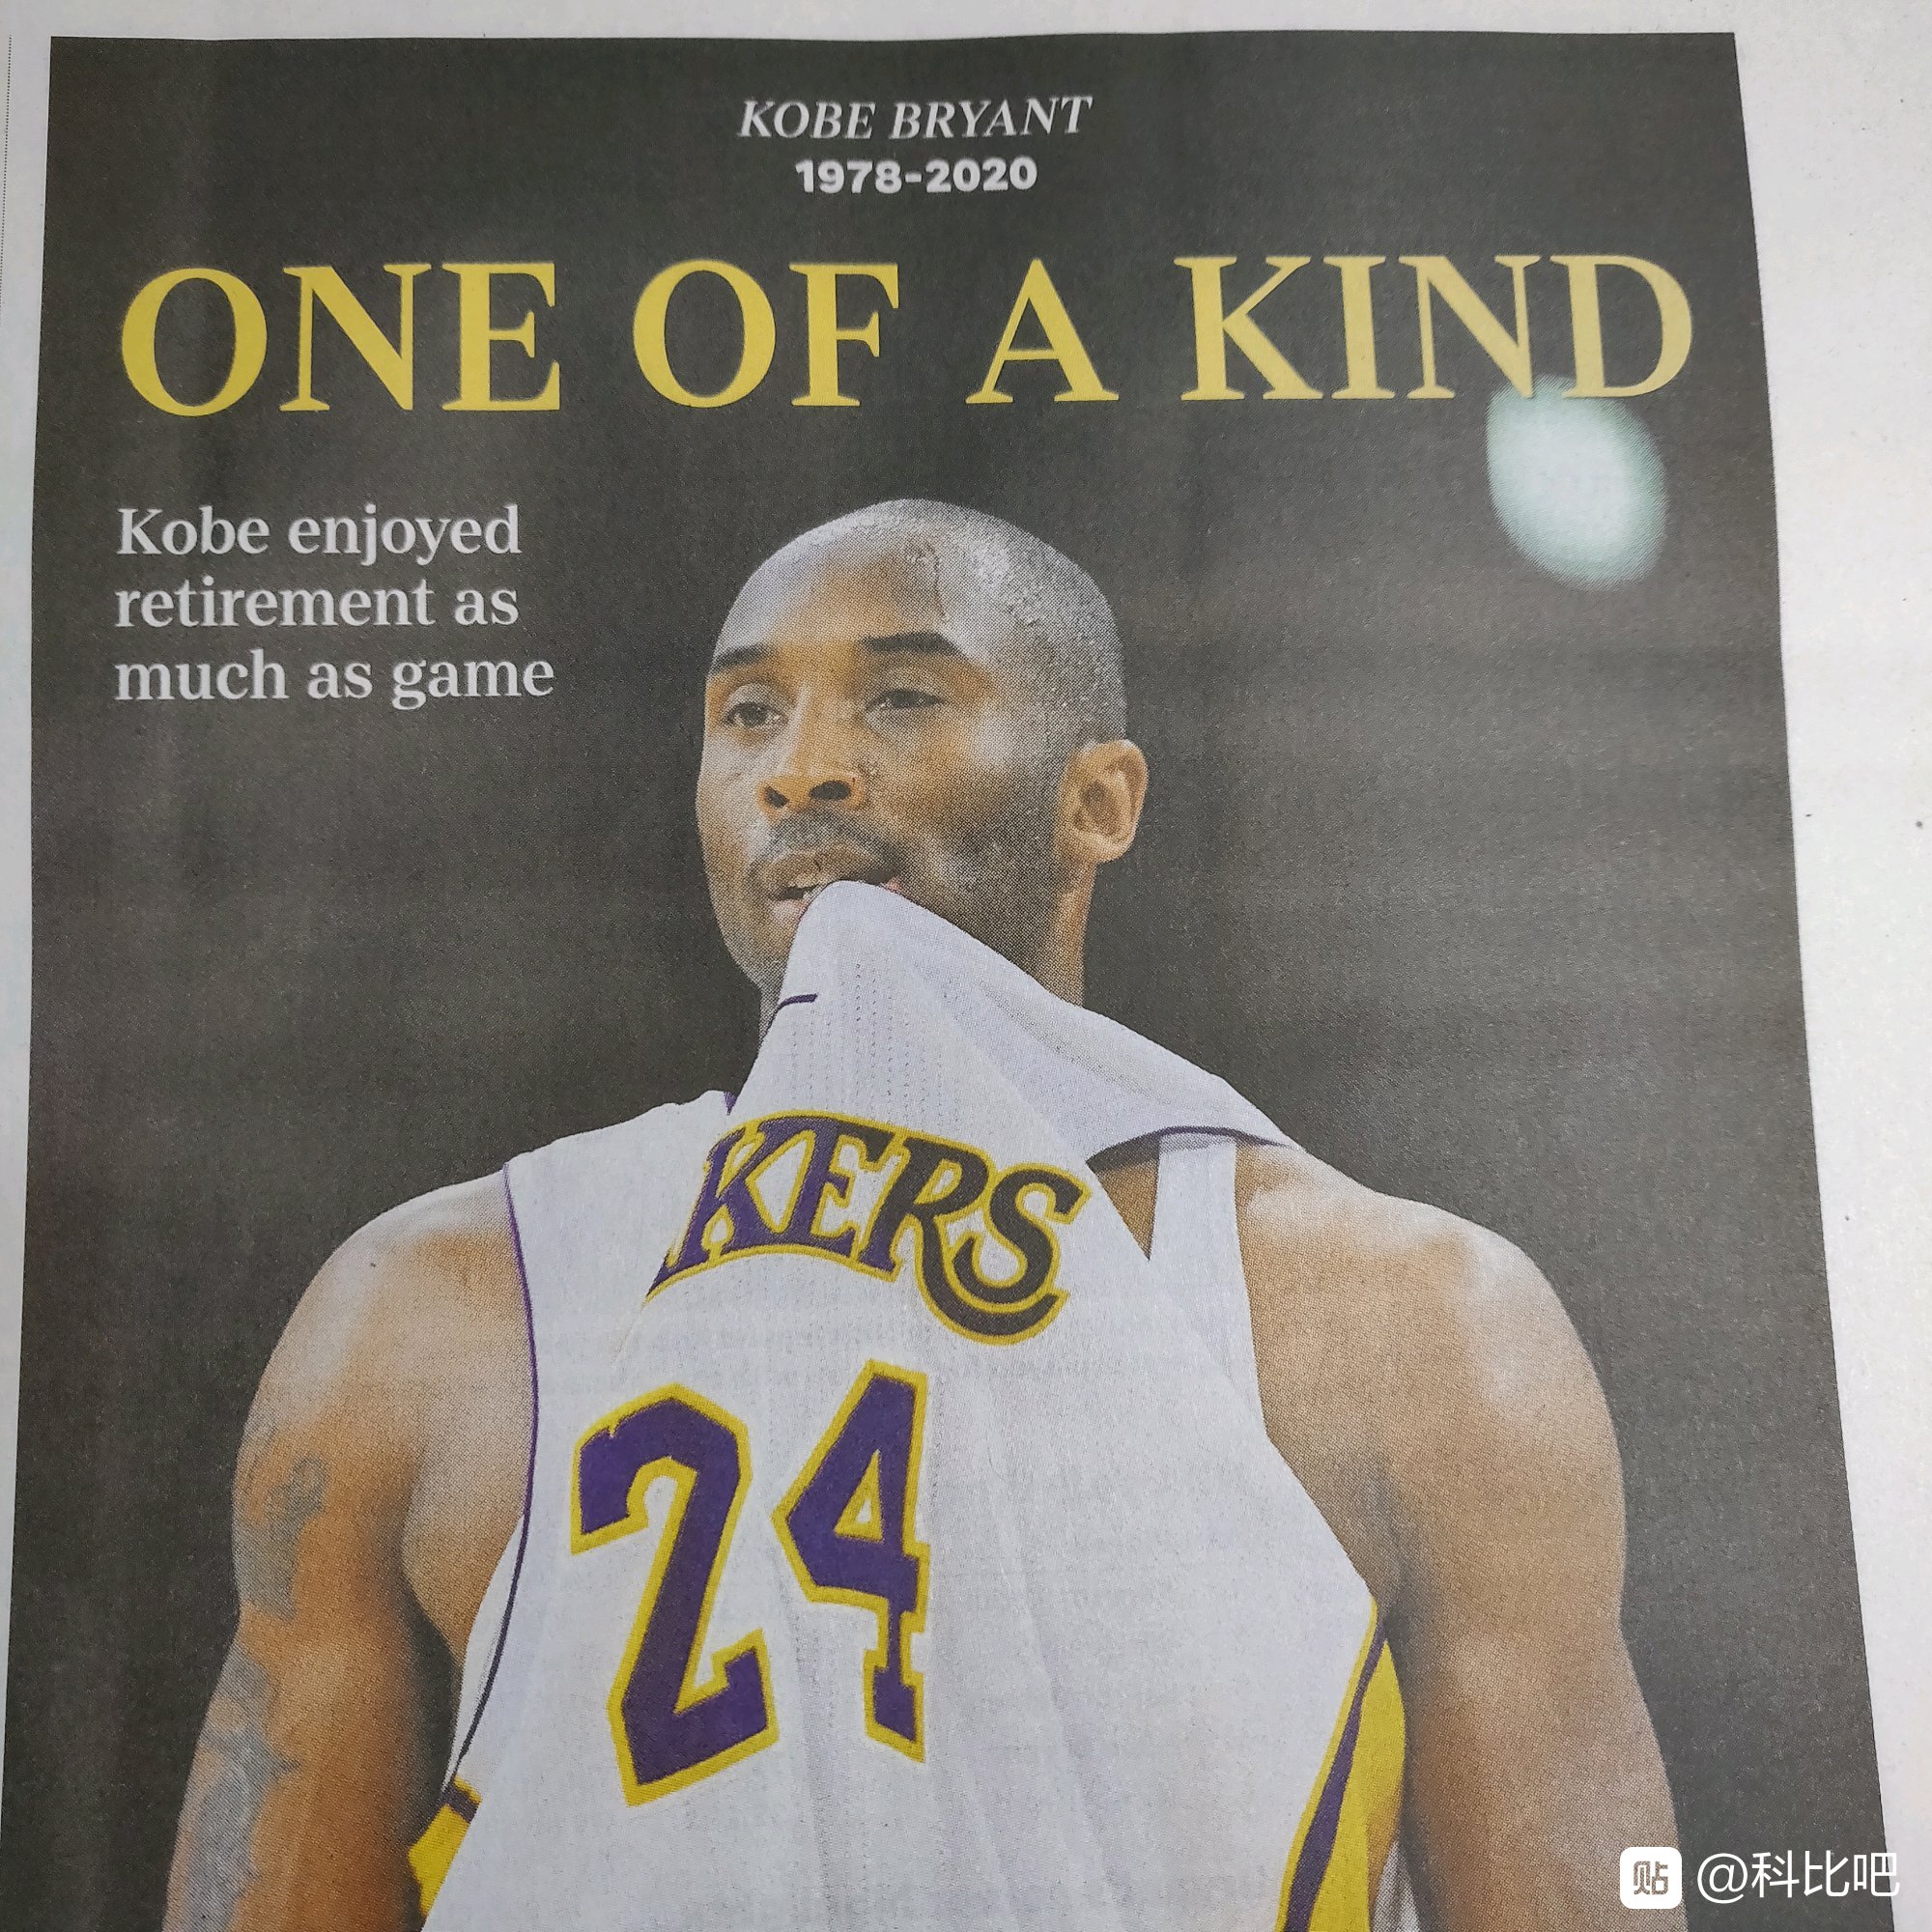 KOBE BRYANT
1978-2020
ONE OF A KIND
Kobe enjoyed
retirement as
much as game
KERS
24
贴 @科比吧